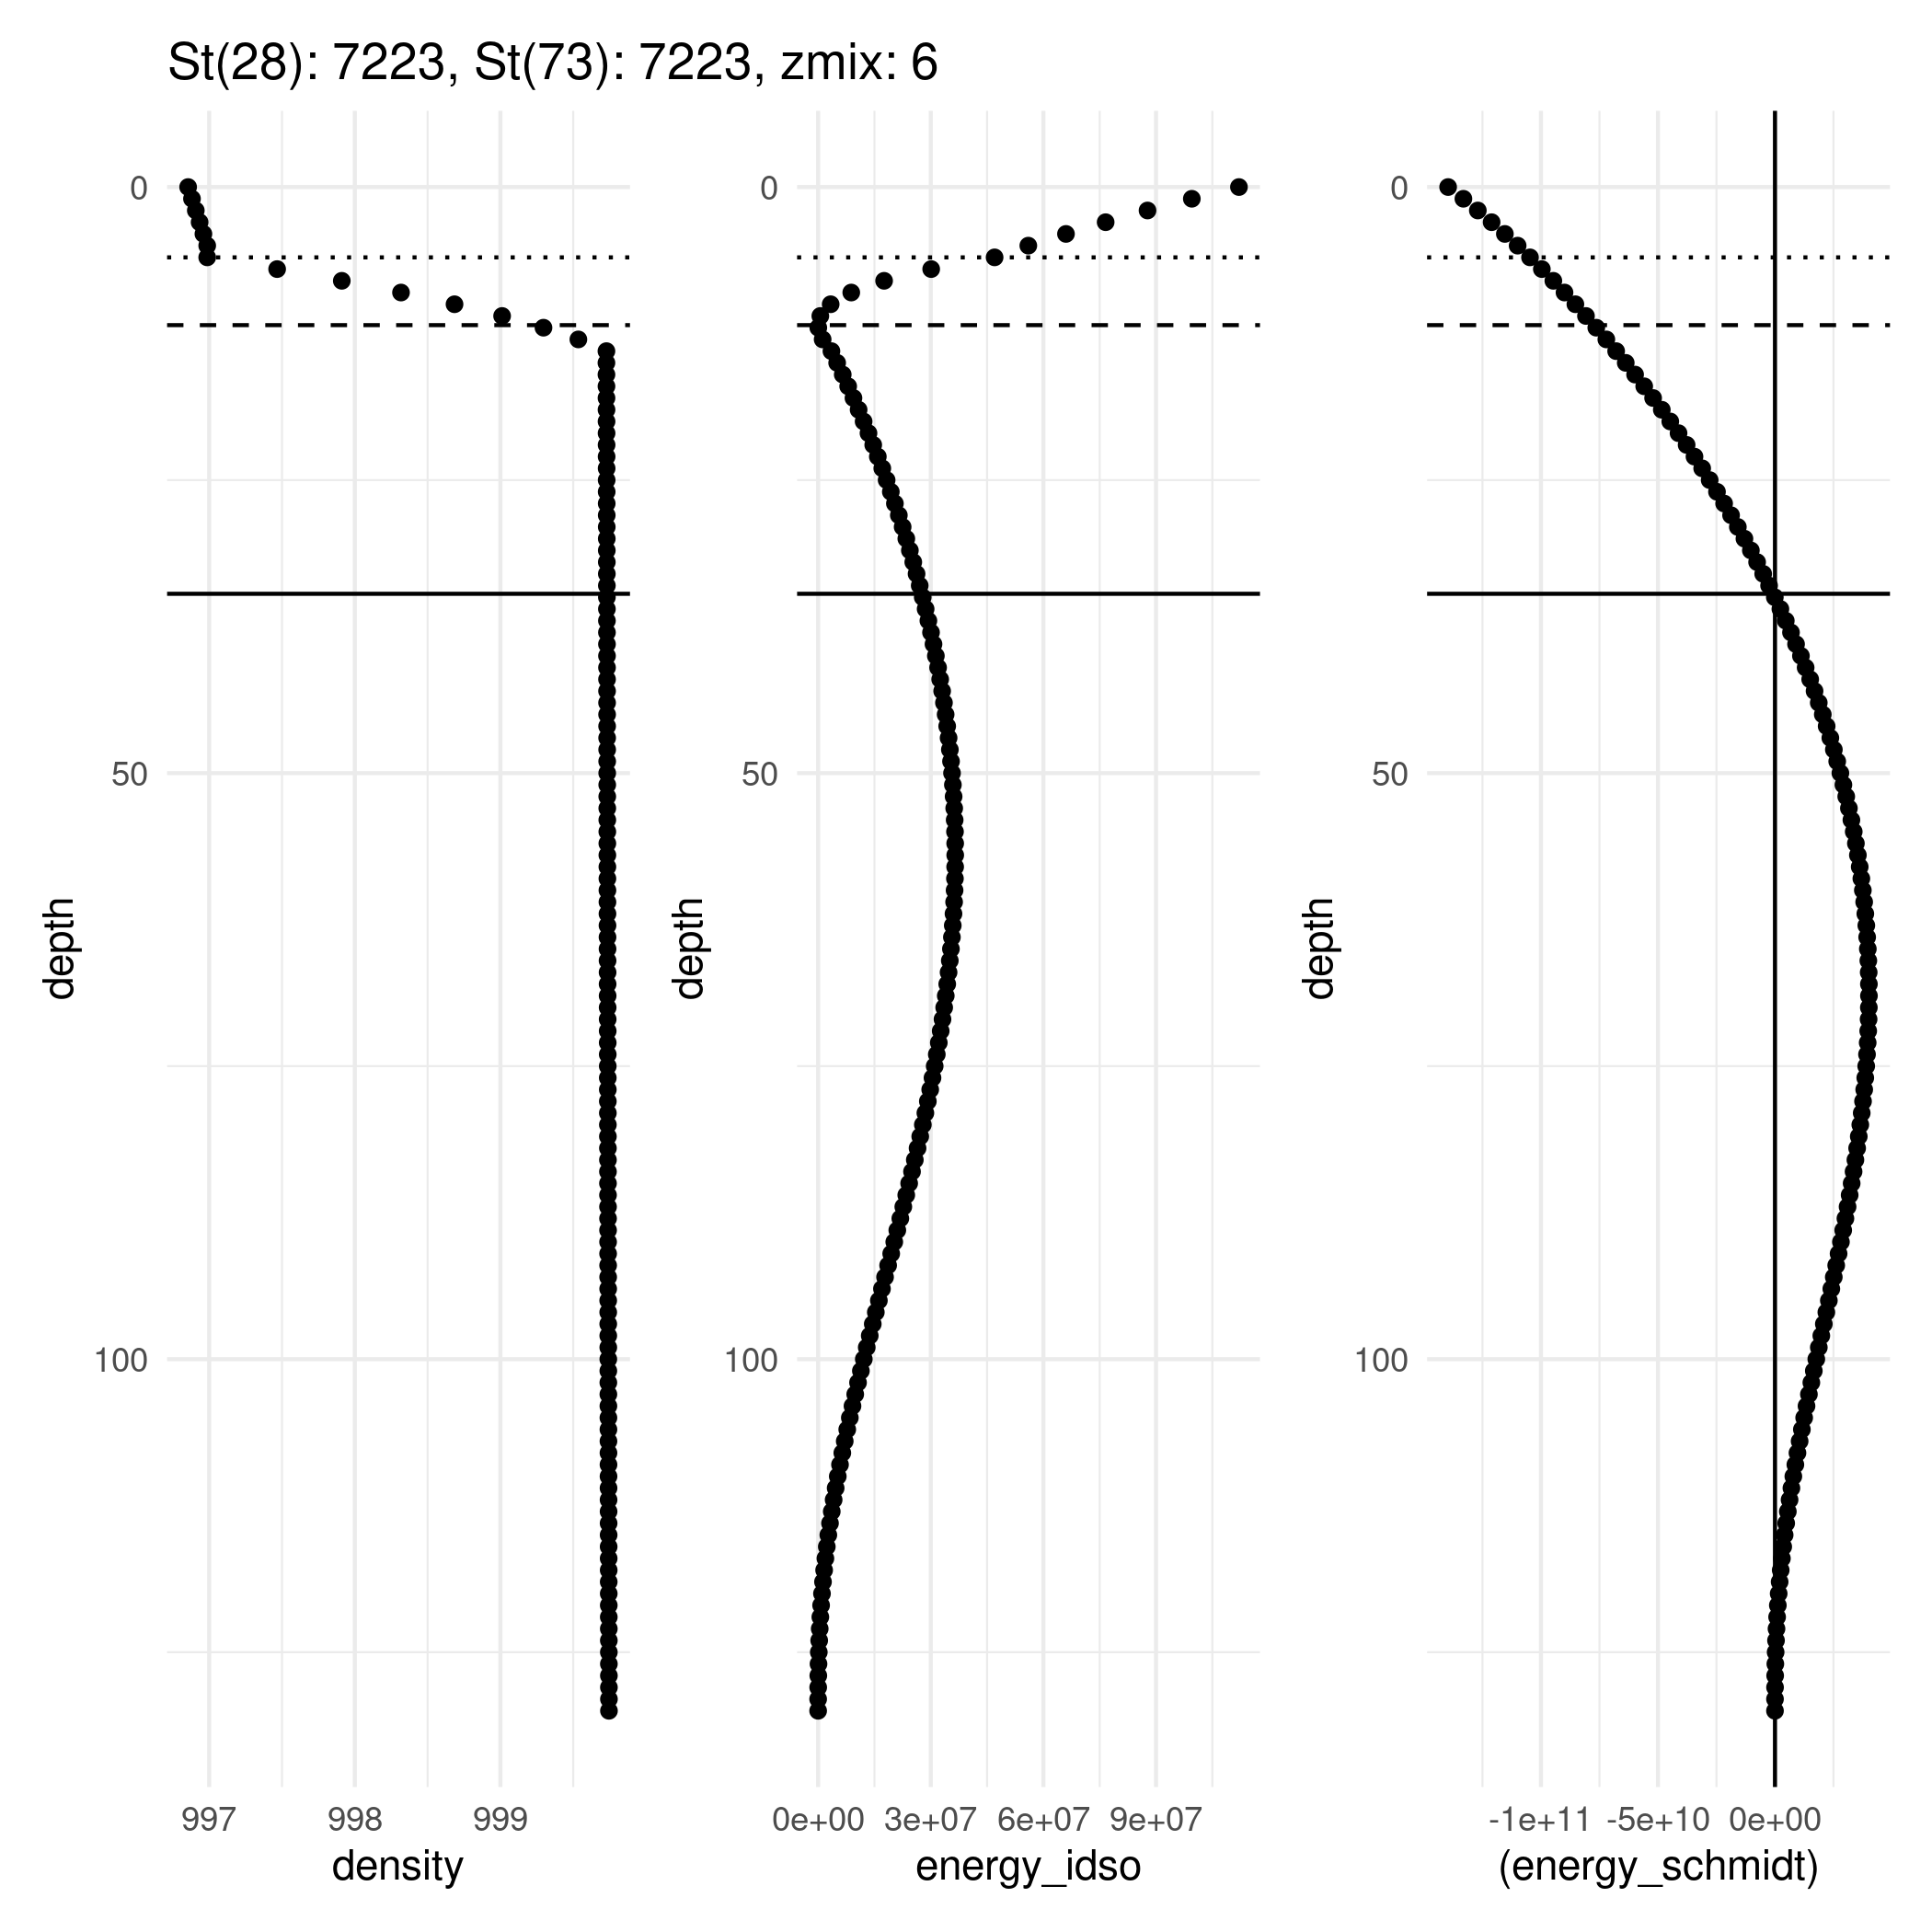 St(28): 7223, St(73): 7223, zmix: 6
0
50
100
depth
997 998 999
density
0
50
100
depth
0e+00 3e+07 6e+07 9e+07
energy_idso
0
50
100
depth
-1e+11 -5e+10 0e+00
(energy_schmidt)